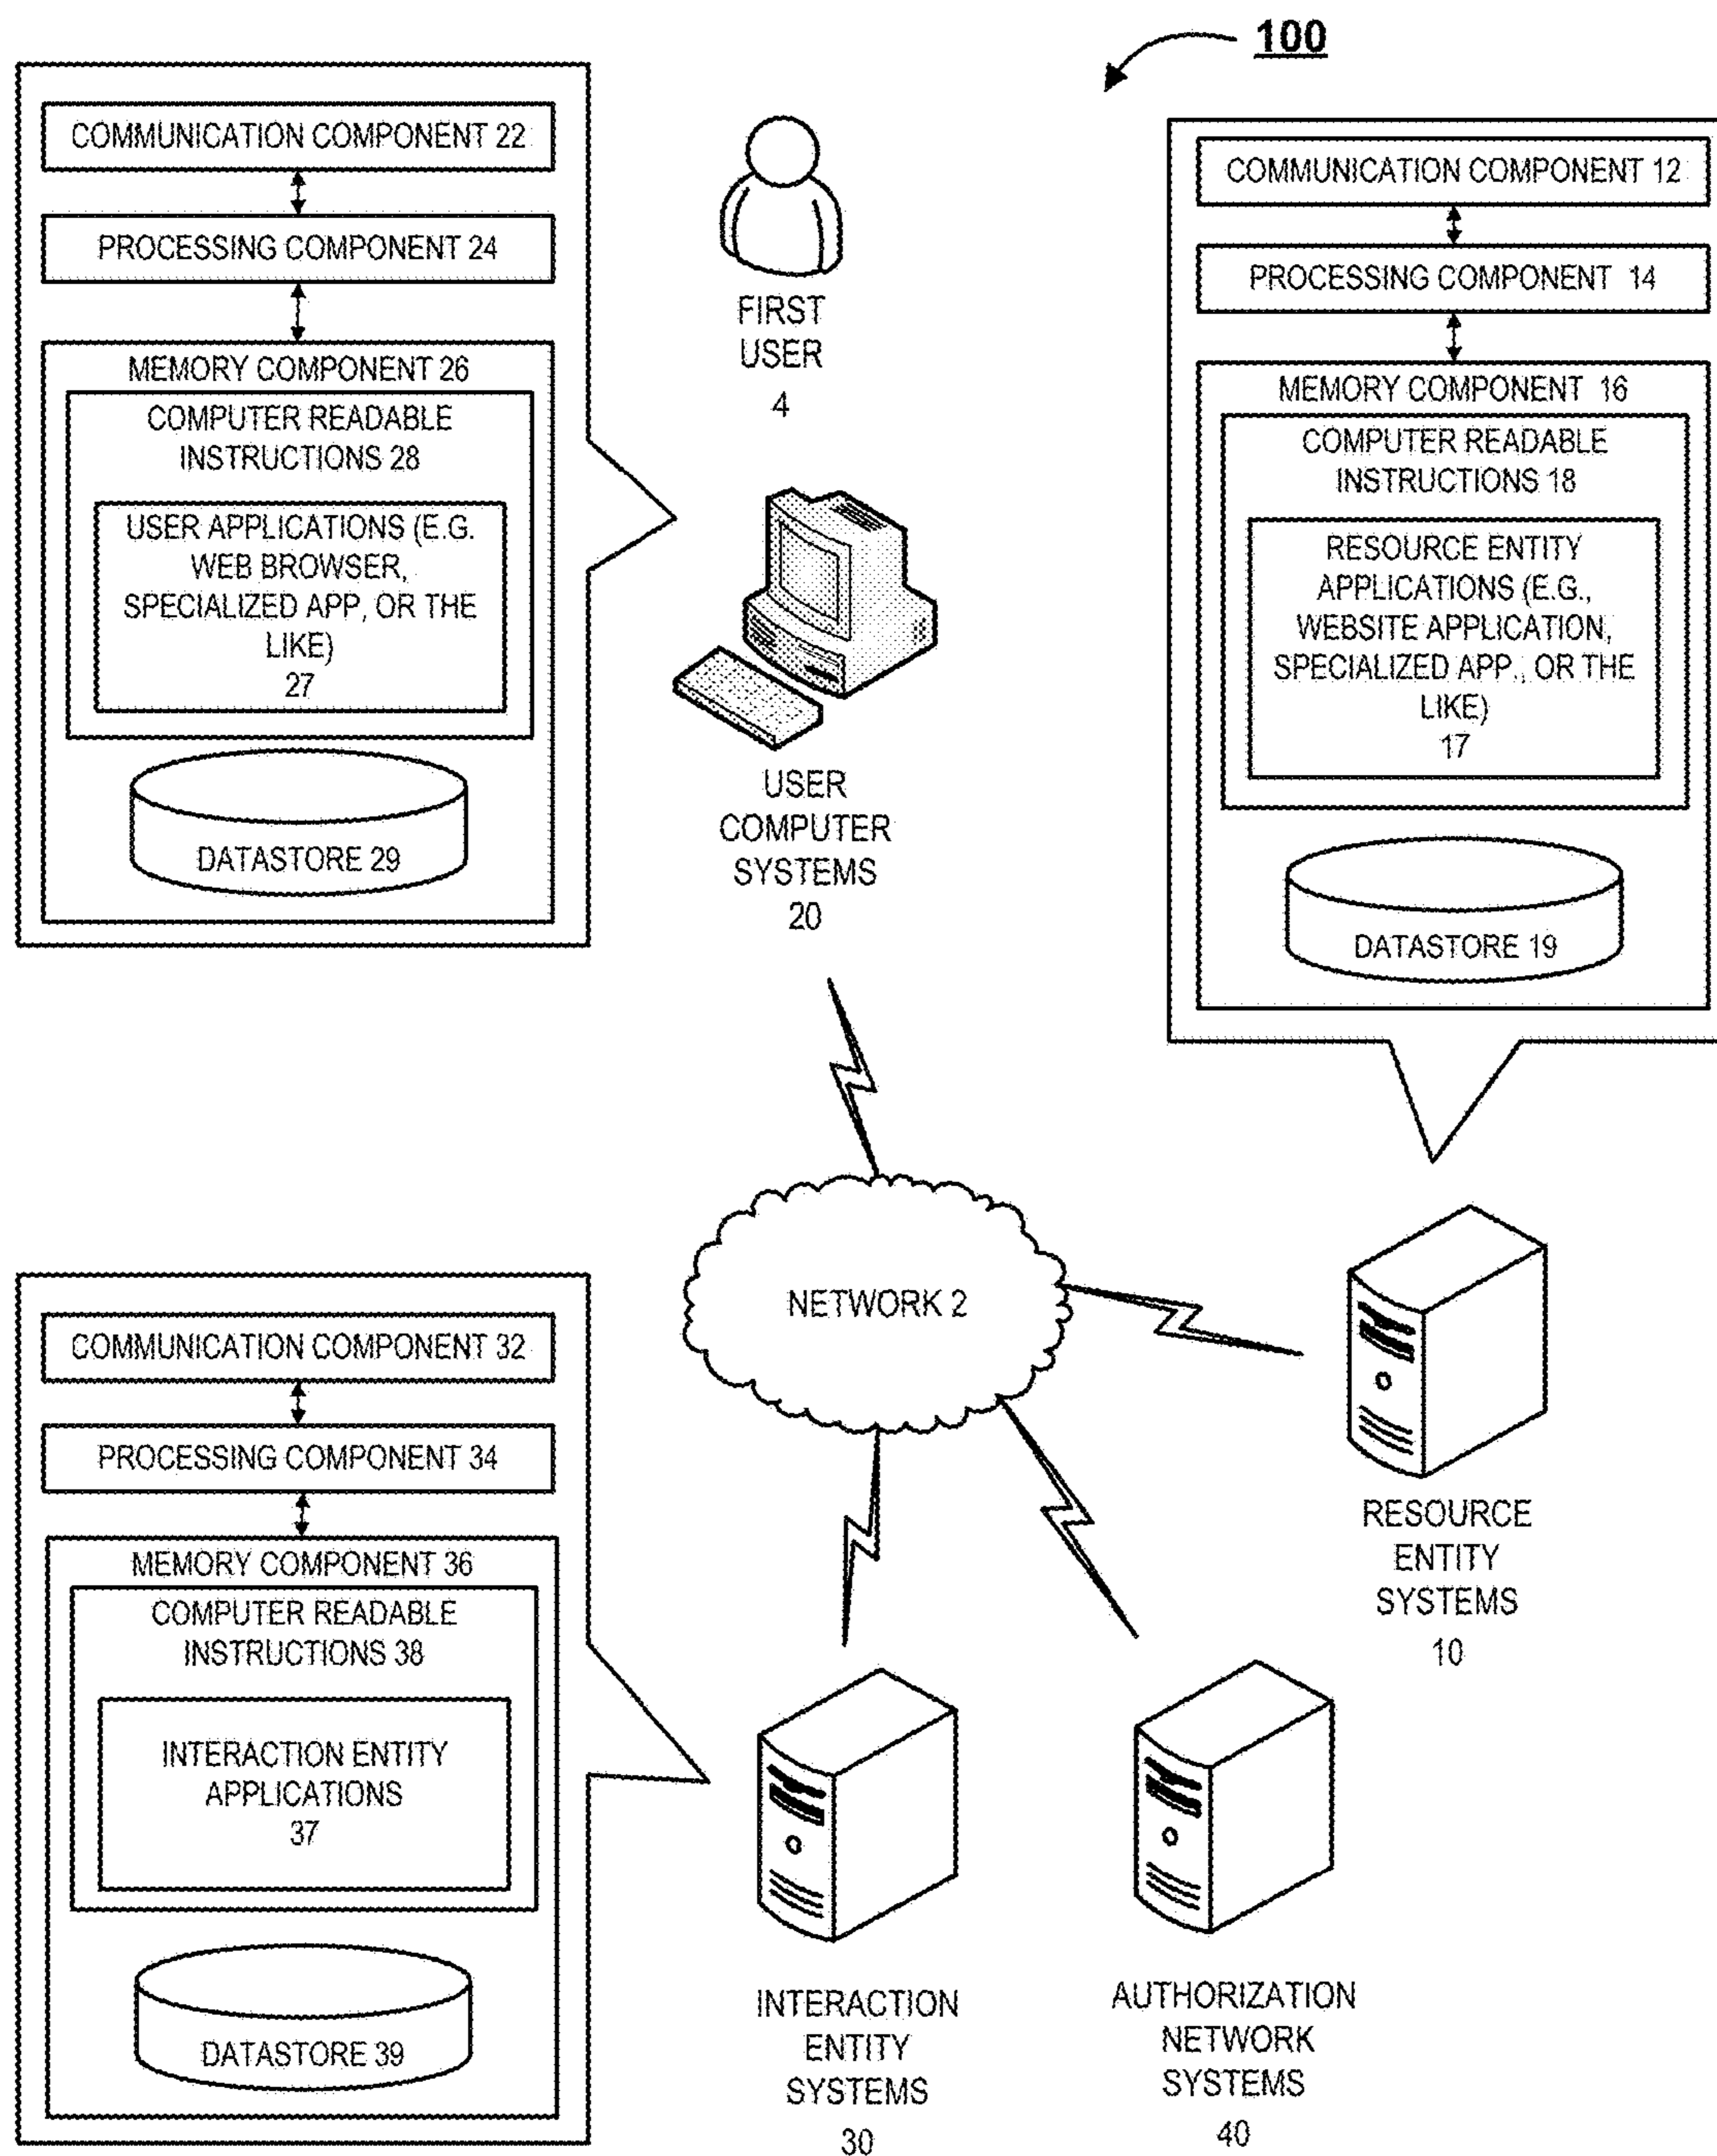 100
COMMUNICATION COMPONENT 22
PROCESSING COMPONENT 24
MEMORY COMPONENT 26
COMPUTER READABLE
INSTRUCTIONS 28
USER APPLICATIONS (E.G.
WEB BROWSER,
SPECIALIZED APP, OR THE
LIKE)
27
DATASTORE 29
FIRST
USER
4
USER
COMPUTER
SYSTEMS
20
COMMUNICATION COMPONENT 12
PROCESSING COMPONENT 14
MEMORY COMPONENT 16
COMPUTER READABLE
INSTRUCTIONS 18
RESOURCE ENTITY
APPLICATIONS (E.G.,
WEBSITE APPLICATION,
SPECIALIZED APP., OR THE
LIKE)
17
DATASTORE 19
NETWORK 2
RESOURCE
ENTITY
SYSTEMS
10
COMMUNICATION COMPONENT 32
PROCESSING COMPONENT 34
MEMORY COMPONENT 36
COMPUTER READABLE
INSTRUCTIONS 38
INTERACTION ENTITY
APPLICATIONS
37
DATASTORE 39
INTERACTION
ENTITY
SYSTEMS
30
AUTHORIZATION
NETWORK
SYSTEMS
40